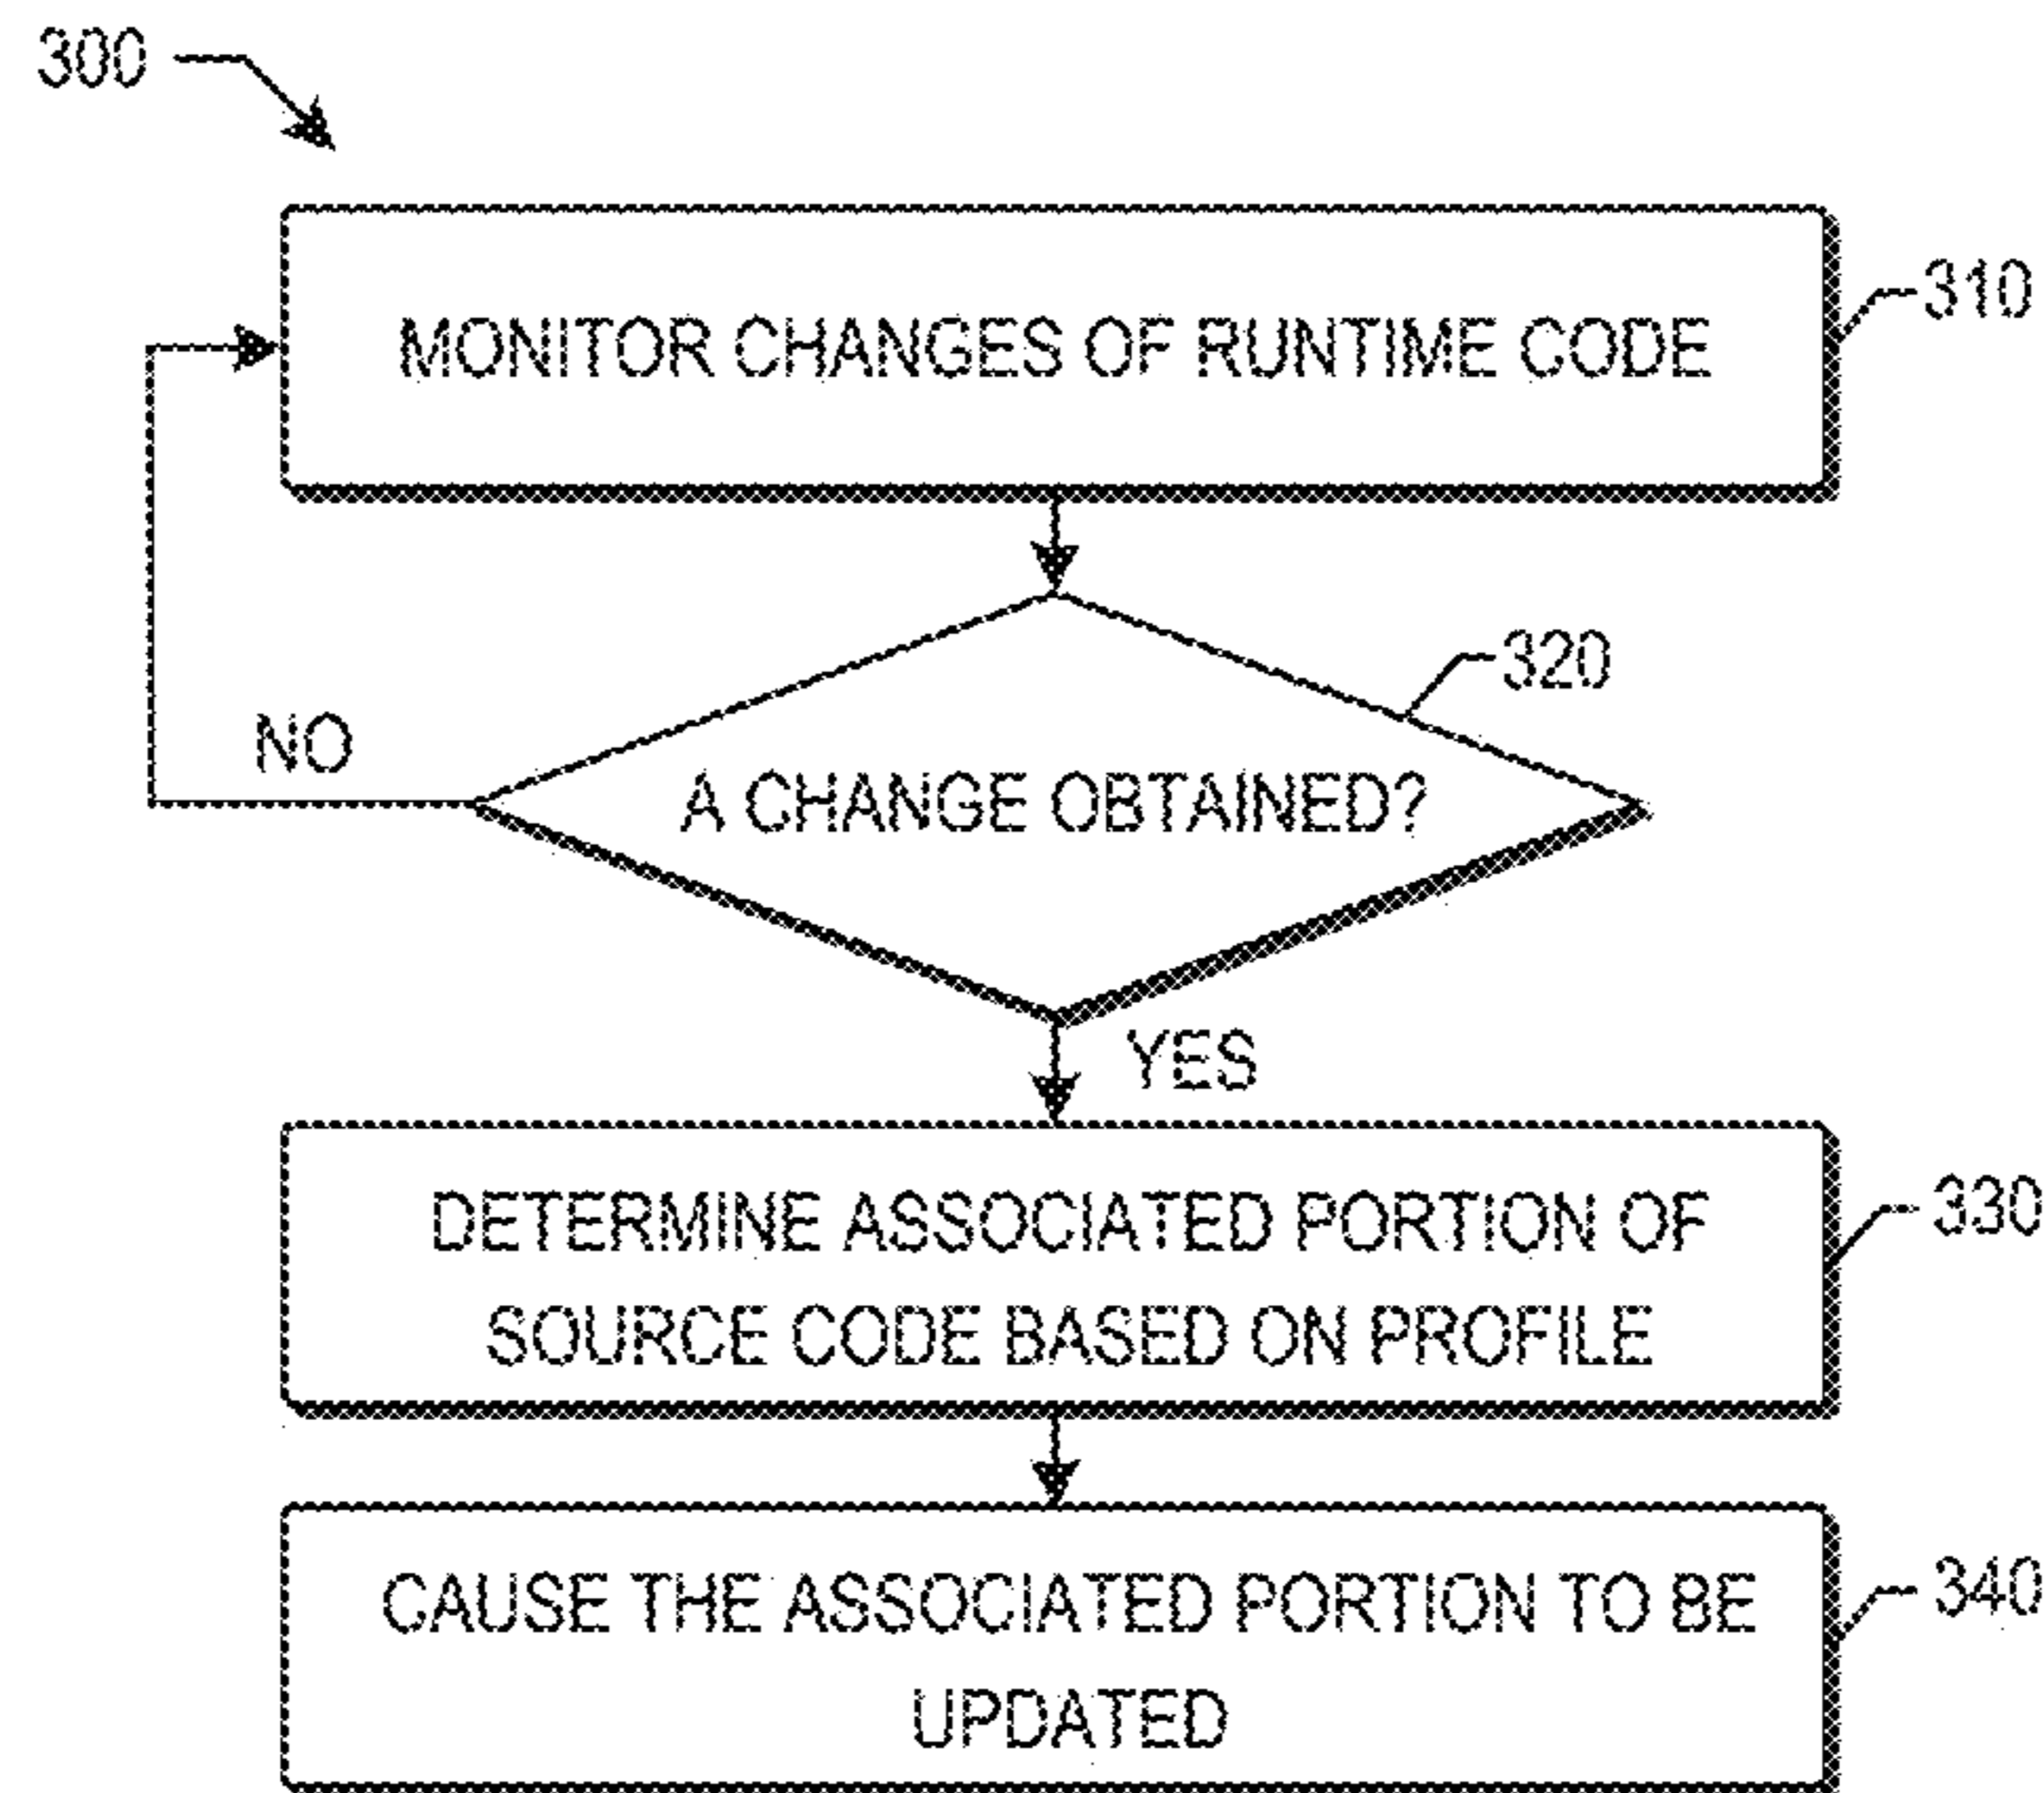 300
310
MONITOR CHANGES OF RUNTIME CODE
320
NO
A CHANGE OBTAINED?
YES
DETERMINE ASSOCIATED PORTION OF
330
SOURCE CODE BASED ON PROFILE
CAUSE THE ASSOCIATED PORTION TO BE
340
UPDATED